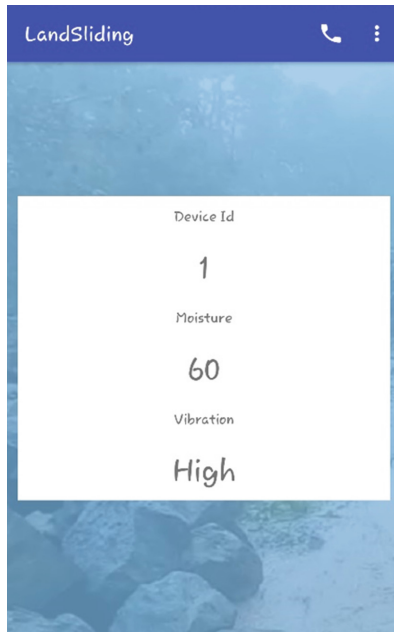 LandSliding
Device Id
1
Moisture
60
Vibration
High